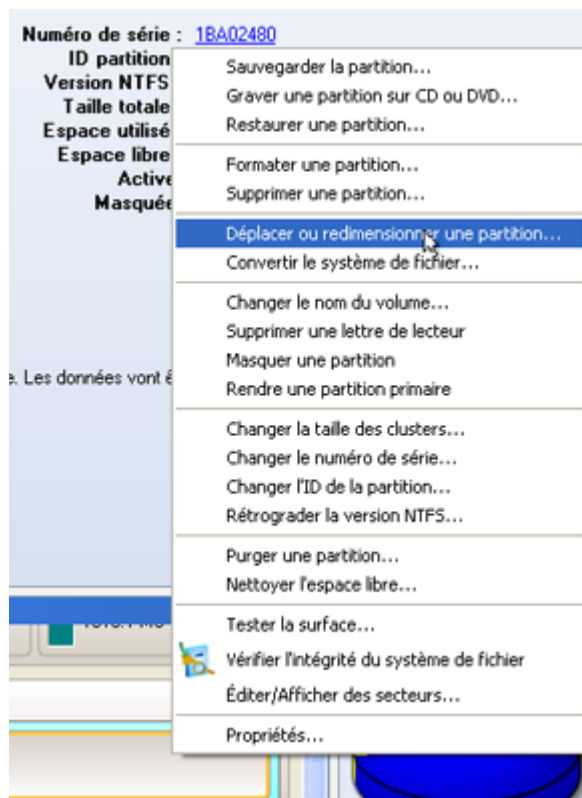 Numéro de série : 1BA02480
ID partition
Version NTFS
Taille totale
Espace utilisé
Espace libre
Active
Masquée
e. Les données vont ê
Sauvegarder la partition...
Graver une partition sur CD ou DVD...
Restaurer une partition...
Formater une partition...
Supprimer une partition...
Déplacer ou redimensionner une partition...
Convertir le système de fichier...
Changer le nom du volume...
Supprimer une lettre de lecteur
Masquer une partition
Rendre une partition primaire
Changer la taille des clusters...
Changer le numéro de série...
Changer l'ID de la partition...
Rétrograder la version NTFS...
Purger une partition...
Nettoyer l'espace libre...
Tester la surface...
Vérifier l'intégrité du système de fichier
Éditer/Afficher des secteurs...
Propriétés...